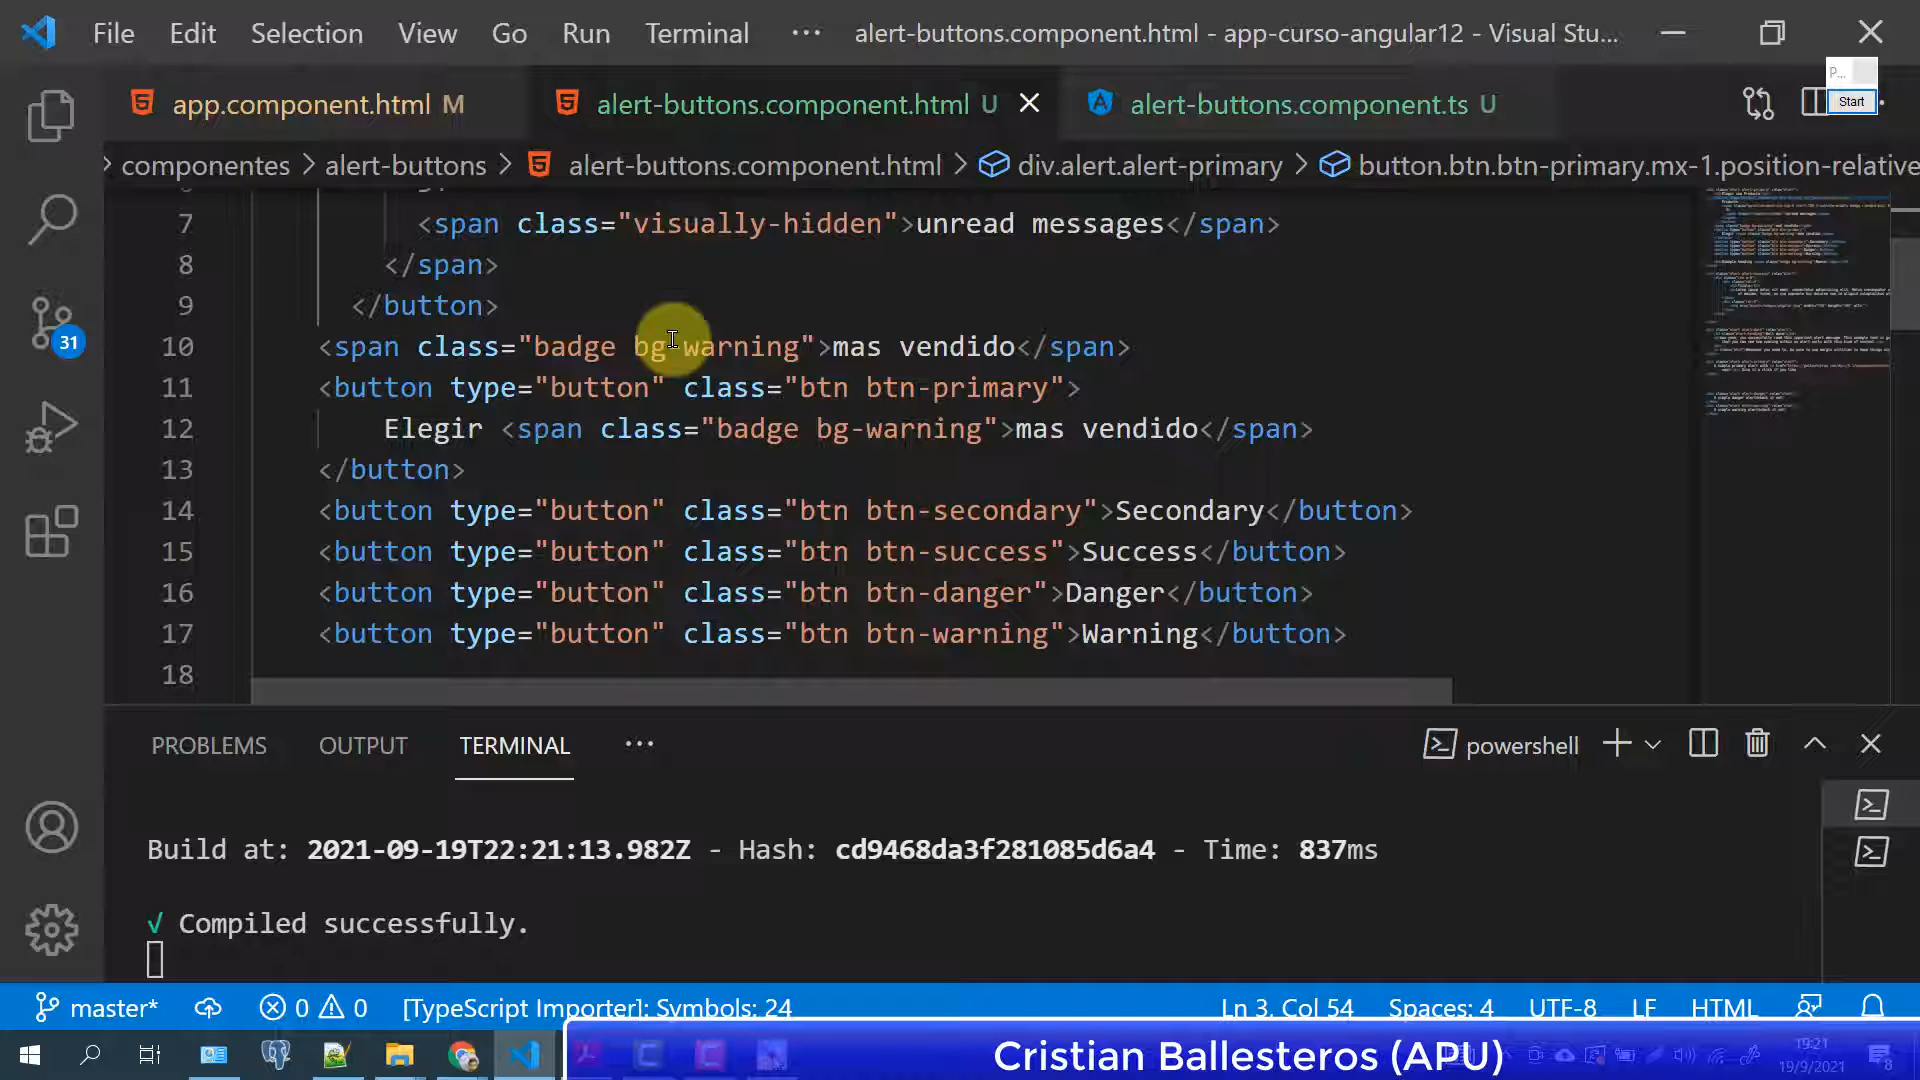 File Edit Selection View Go Run Terminal ··· alert-buttons.component.html - app-curso-angular12 - Visual Stu...
P...
Start
app.component.html M alert-buttons.component.html U alert-buttons.component.ts U
componentes > alert-buttons > alert-buttons.component.html > div.alert.alert-primary > button.btn.btn-primary.mx-1.position-relative
7 <span class="visually-hidden">unread messages</span>
8 </span>
9 </button>
10 <span class="badge bg-warning">mas vendido</span>
11 <button type="button" class="btn btn-primary">
12 Elegir <span class="badge bg-warning">mas vendido</span>
13 </button>
14 <button type="button" class="btn btn-secondary">Secondary</button>
15 <button type="button" class="btn btn-success">Success</button>
16 <button type="button" class="btn btn-danger">Danger</button>
17 <button type="button" class="btn btn-warning">Warning</button>
18
31
PROBLEMS OUTPUT TERMINAL ··· powershell
Build at: 2021-09-19T22:21:13.982Z - Hash: cd9468da3f281085d6a4 - Time: 837ms
√ Compiled successfully.
master* 0 0 [TypeScript Importer]: Symbols: 24 Ln 3, Col 54 Spaces: 4 UTF-8 LF HTML
Cristian Ballesteros (APU)
19:21
19/9/2021
8